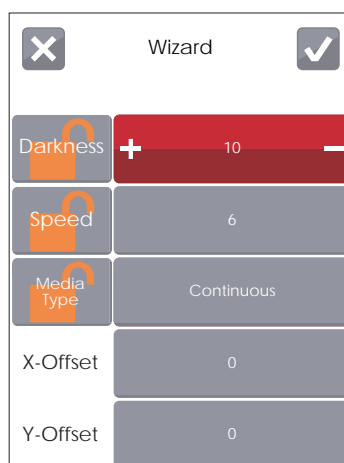 Wizard
Darkness + 10 -
Speed 6
Media
Type Continuous
X-Offset 0
Y-Offset 0